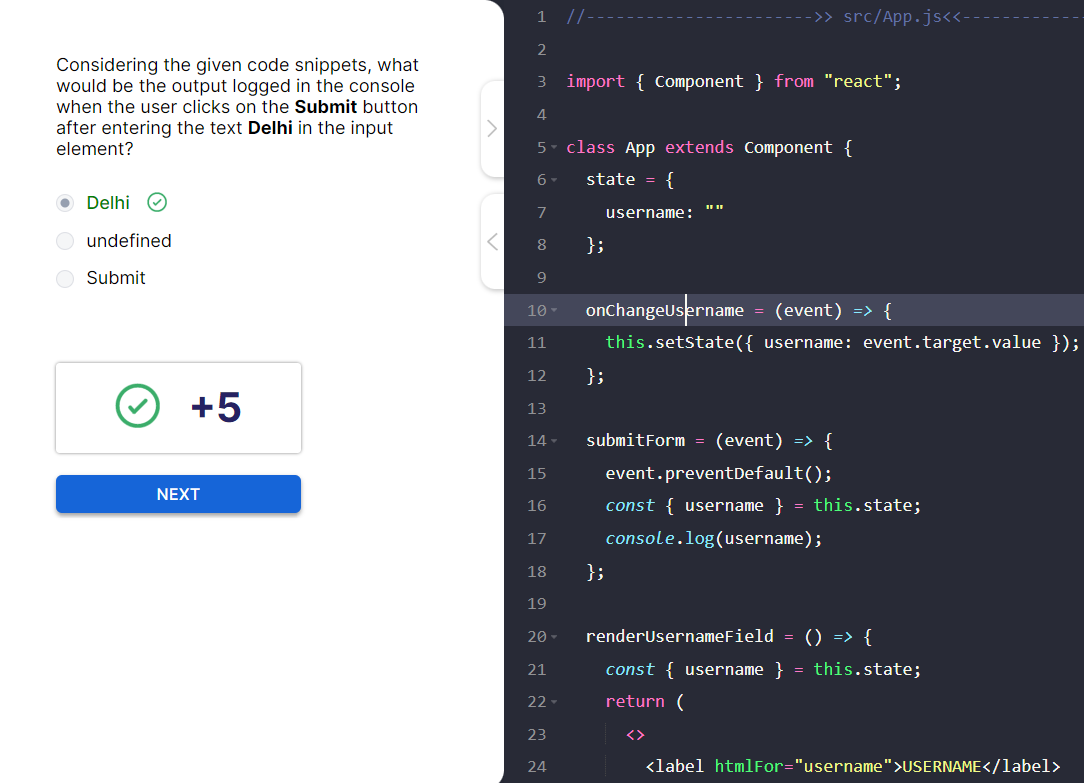 Considering the given code snippets, what
would be the output logged in the console
when the user clicks on the Submit button
after entering the text Delhi in the input
element?
Delhi
undefined
Submit
+5
NEXT
1 //----------------------->> src/App.js<<------------
2
3 import { Component } from "react";
4
5 class App extends Component {
6   state = {
7     username: ""
8   };
9
10   onChangeUsername = (event) => {
11     this.setState({ username: event.target.value });
12   };
13
14   submitForm = (event) => {
15     event.preventDefault();
16     const { username } = this.state;
17     console.log(username);
18   };
19
20   renderUsernameField = () => {
21     const { username } = this.state;
22     return (
23       <>
24         <label htmlFor="username">USERNAME</label>